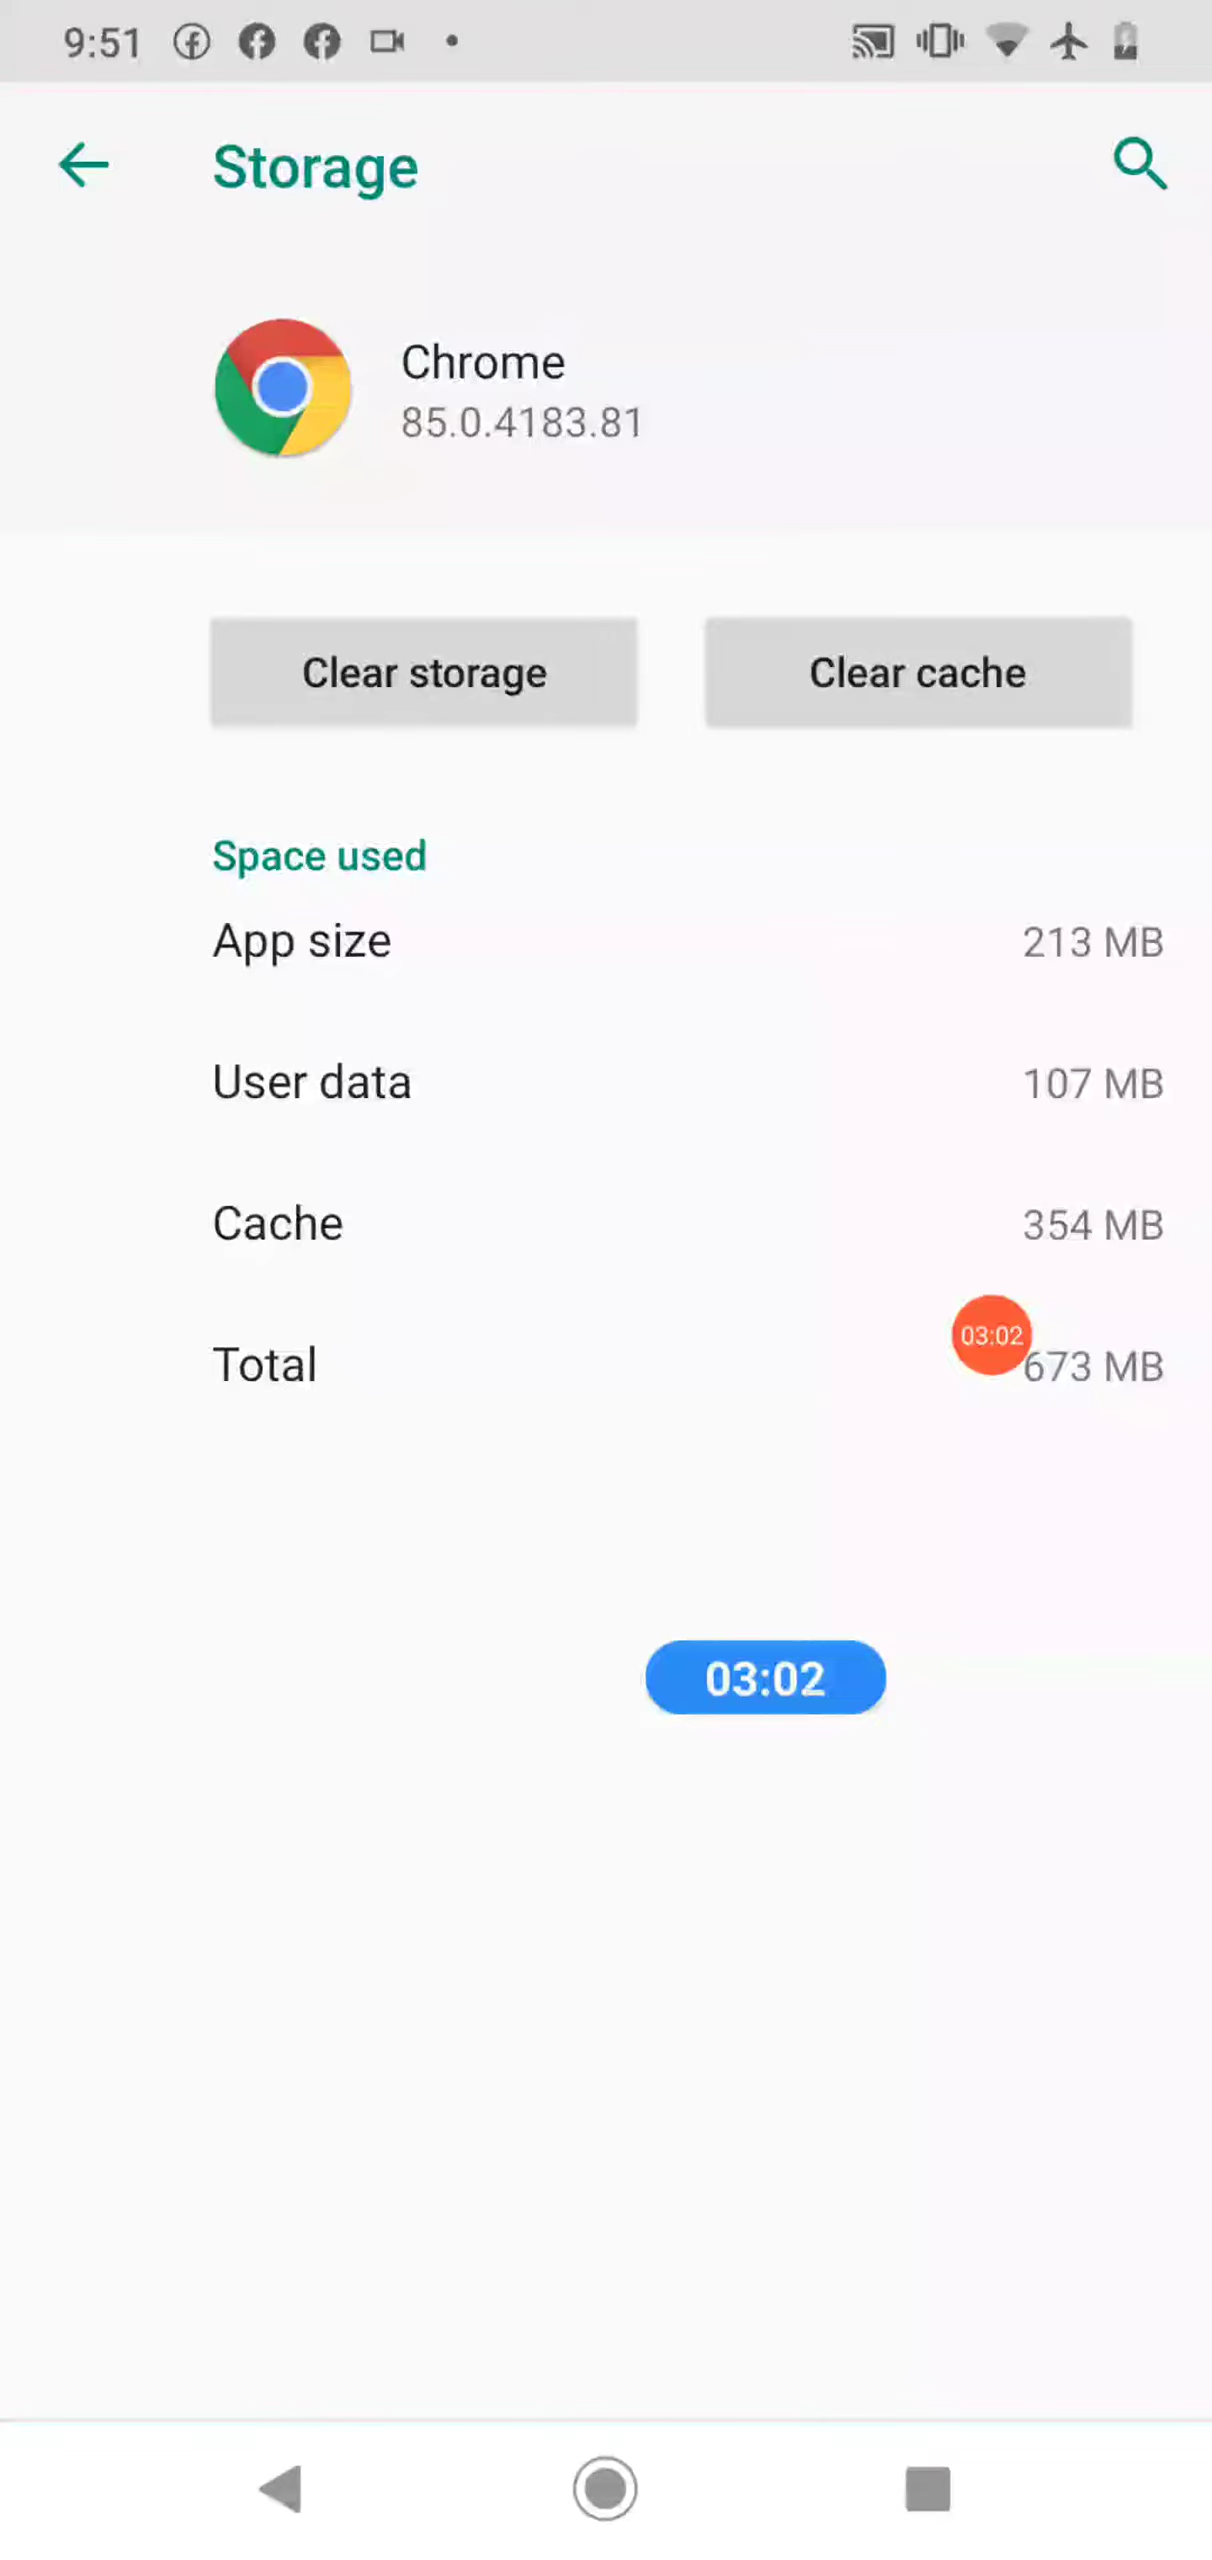 9:51
Storage
Chrome
85.0.4183.81
Clear storage Clear cache
Space used
App size 213 MB
User data 107 MB
Cache 354 MB
03:02
Total 673 MB
03:02